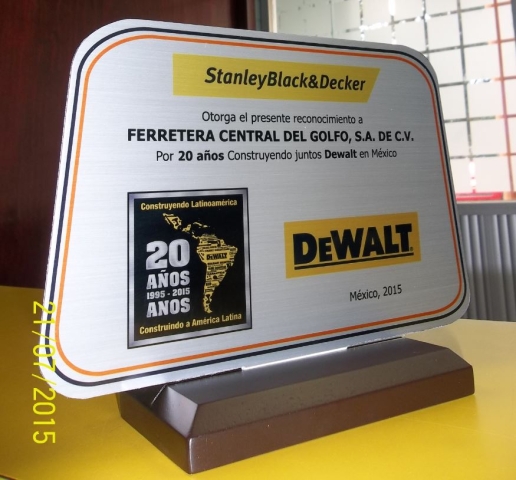 StanleyBlack&Decker
Otorga el presente reconocimiento a
FERRETERA CENTRAL DEL GOLFO, S.A. DE C.V.
Por 20 años Construyendo juntos Dewalt en México
Construyendo Latinoamérica
20
AÑOS
1995 - 2015
ANOS
DEWALT
Construindo a América Latina
DEWALT
México, 2015
21/07/2015